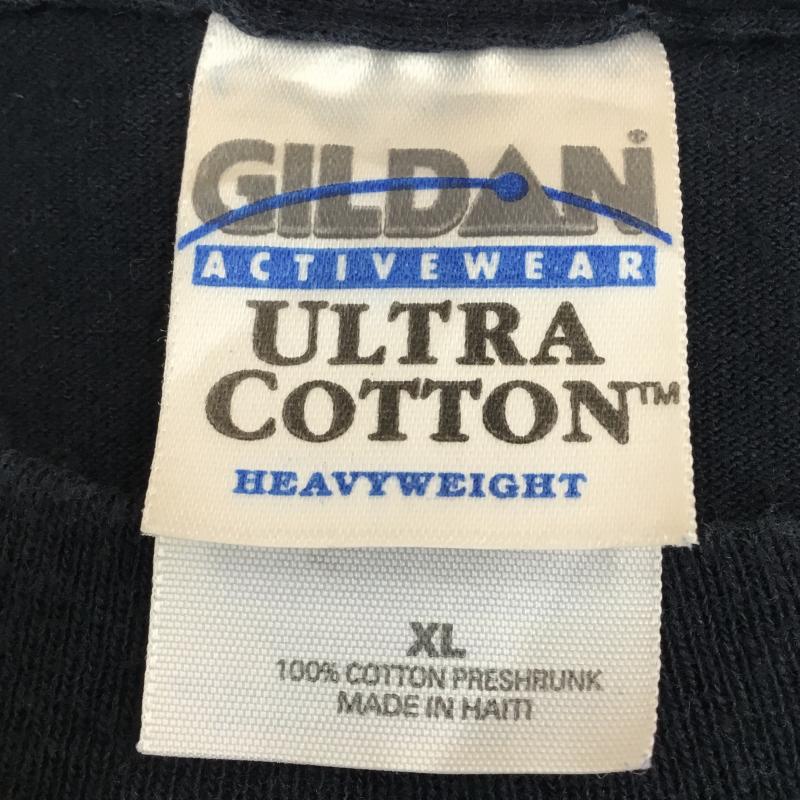 GILDAN®
ACTIVEWEAR
ULTRA
COTTON™
HEAVYWEIGHT
XL
100% COTTON PRESHRUNK
MADE IN HAITI